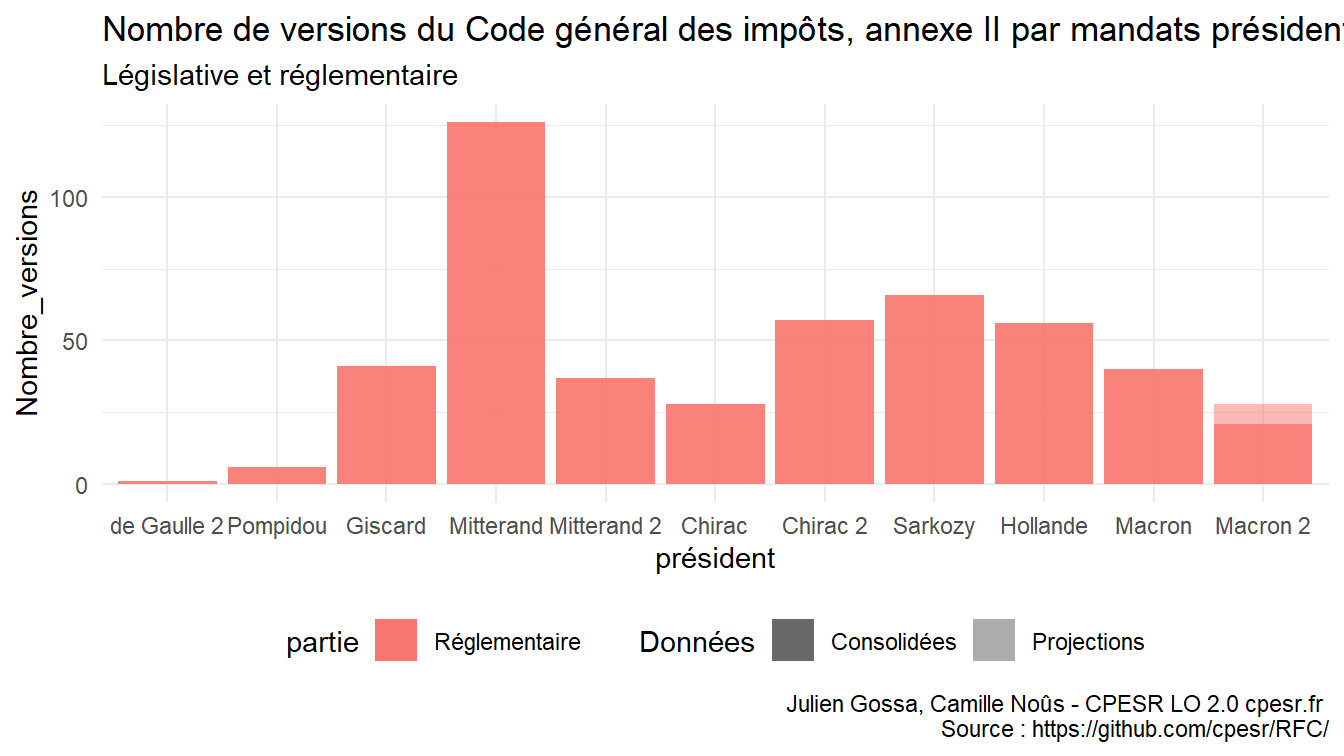 Nombre de versions du Code général des impôts, annexe II par mandats président
Législative et réglementaire
Nombre_versions
100
50
0
de Gaulle 2 Pompidou Giscard Mitterand Mitterand 2 Chirac Chirac 2 Sarkozy Hollande Macron Macron 2
président
partie Réglementaire Données Consolidées Projections
Julien Gossa, Camille Noûs - CPESR LO 2.0 cpesr.fr
Source : https://github.com/cpesr/RFC/